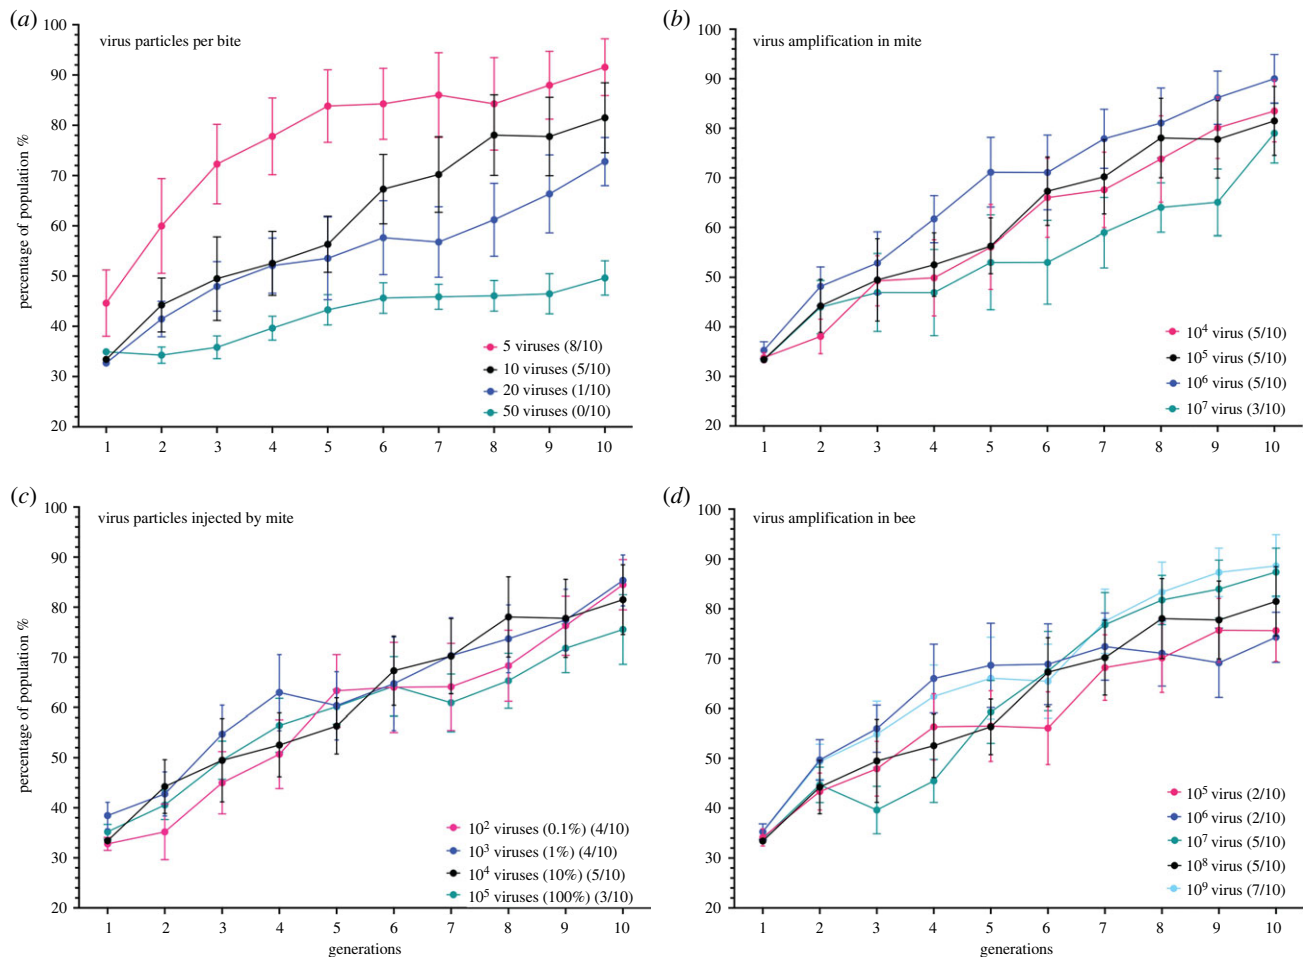 (a)
virus particles per bite
percentage of population %
100
90
80
70
60
50
40
30
20
5 viruses (8/10)
10 viruses (5/10)
20 viruses (1/10)
50 viruses (0/10)
1 2 3 4 5 6 7 8 9 10
(b)
virus amplification in mite
100
90
80
70
60
50
40
30
20
10⁴ virus (5/10)
10⁵ virus (5/10)
10⁶ virus (5/10)
10⁷ virus (3/10)
1 2 3 4 5 6 7 8 9 10
(c)
virus particles injected by mite
percentage of population %
100
90
80
70
60
50
40
30
20
10² viruses (0.1%) (4/10)
10³ viruses (1%) (4/10)
10⁴ viruses (10%) (5/10)
10⁵ viruses (100%) (3/10)
1 2 3 4 5 6 7 8 9 10
generations
(d)
virus amplification in bee
100
90
80
70
60
50
40
30
20
10⁵ virus (2/10)
10⁶ virus (2/10)
10⁷ virus (5/10)
10⁸ virus (5/10)
10⁹ virus (7/10)
1 2 3 4 5 6 7 8 9 10
generations